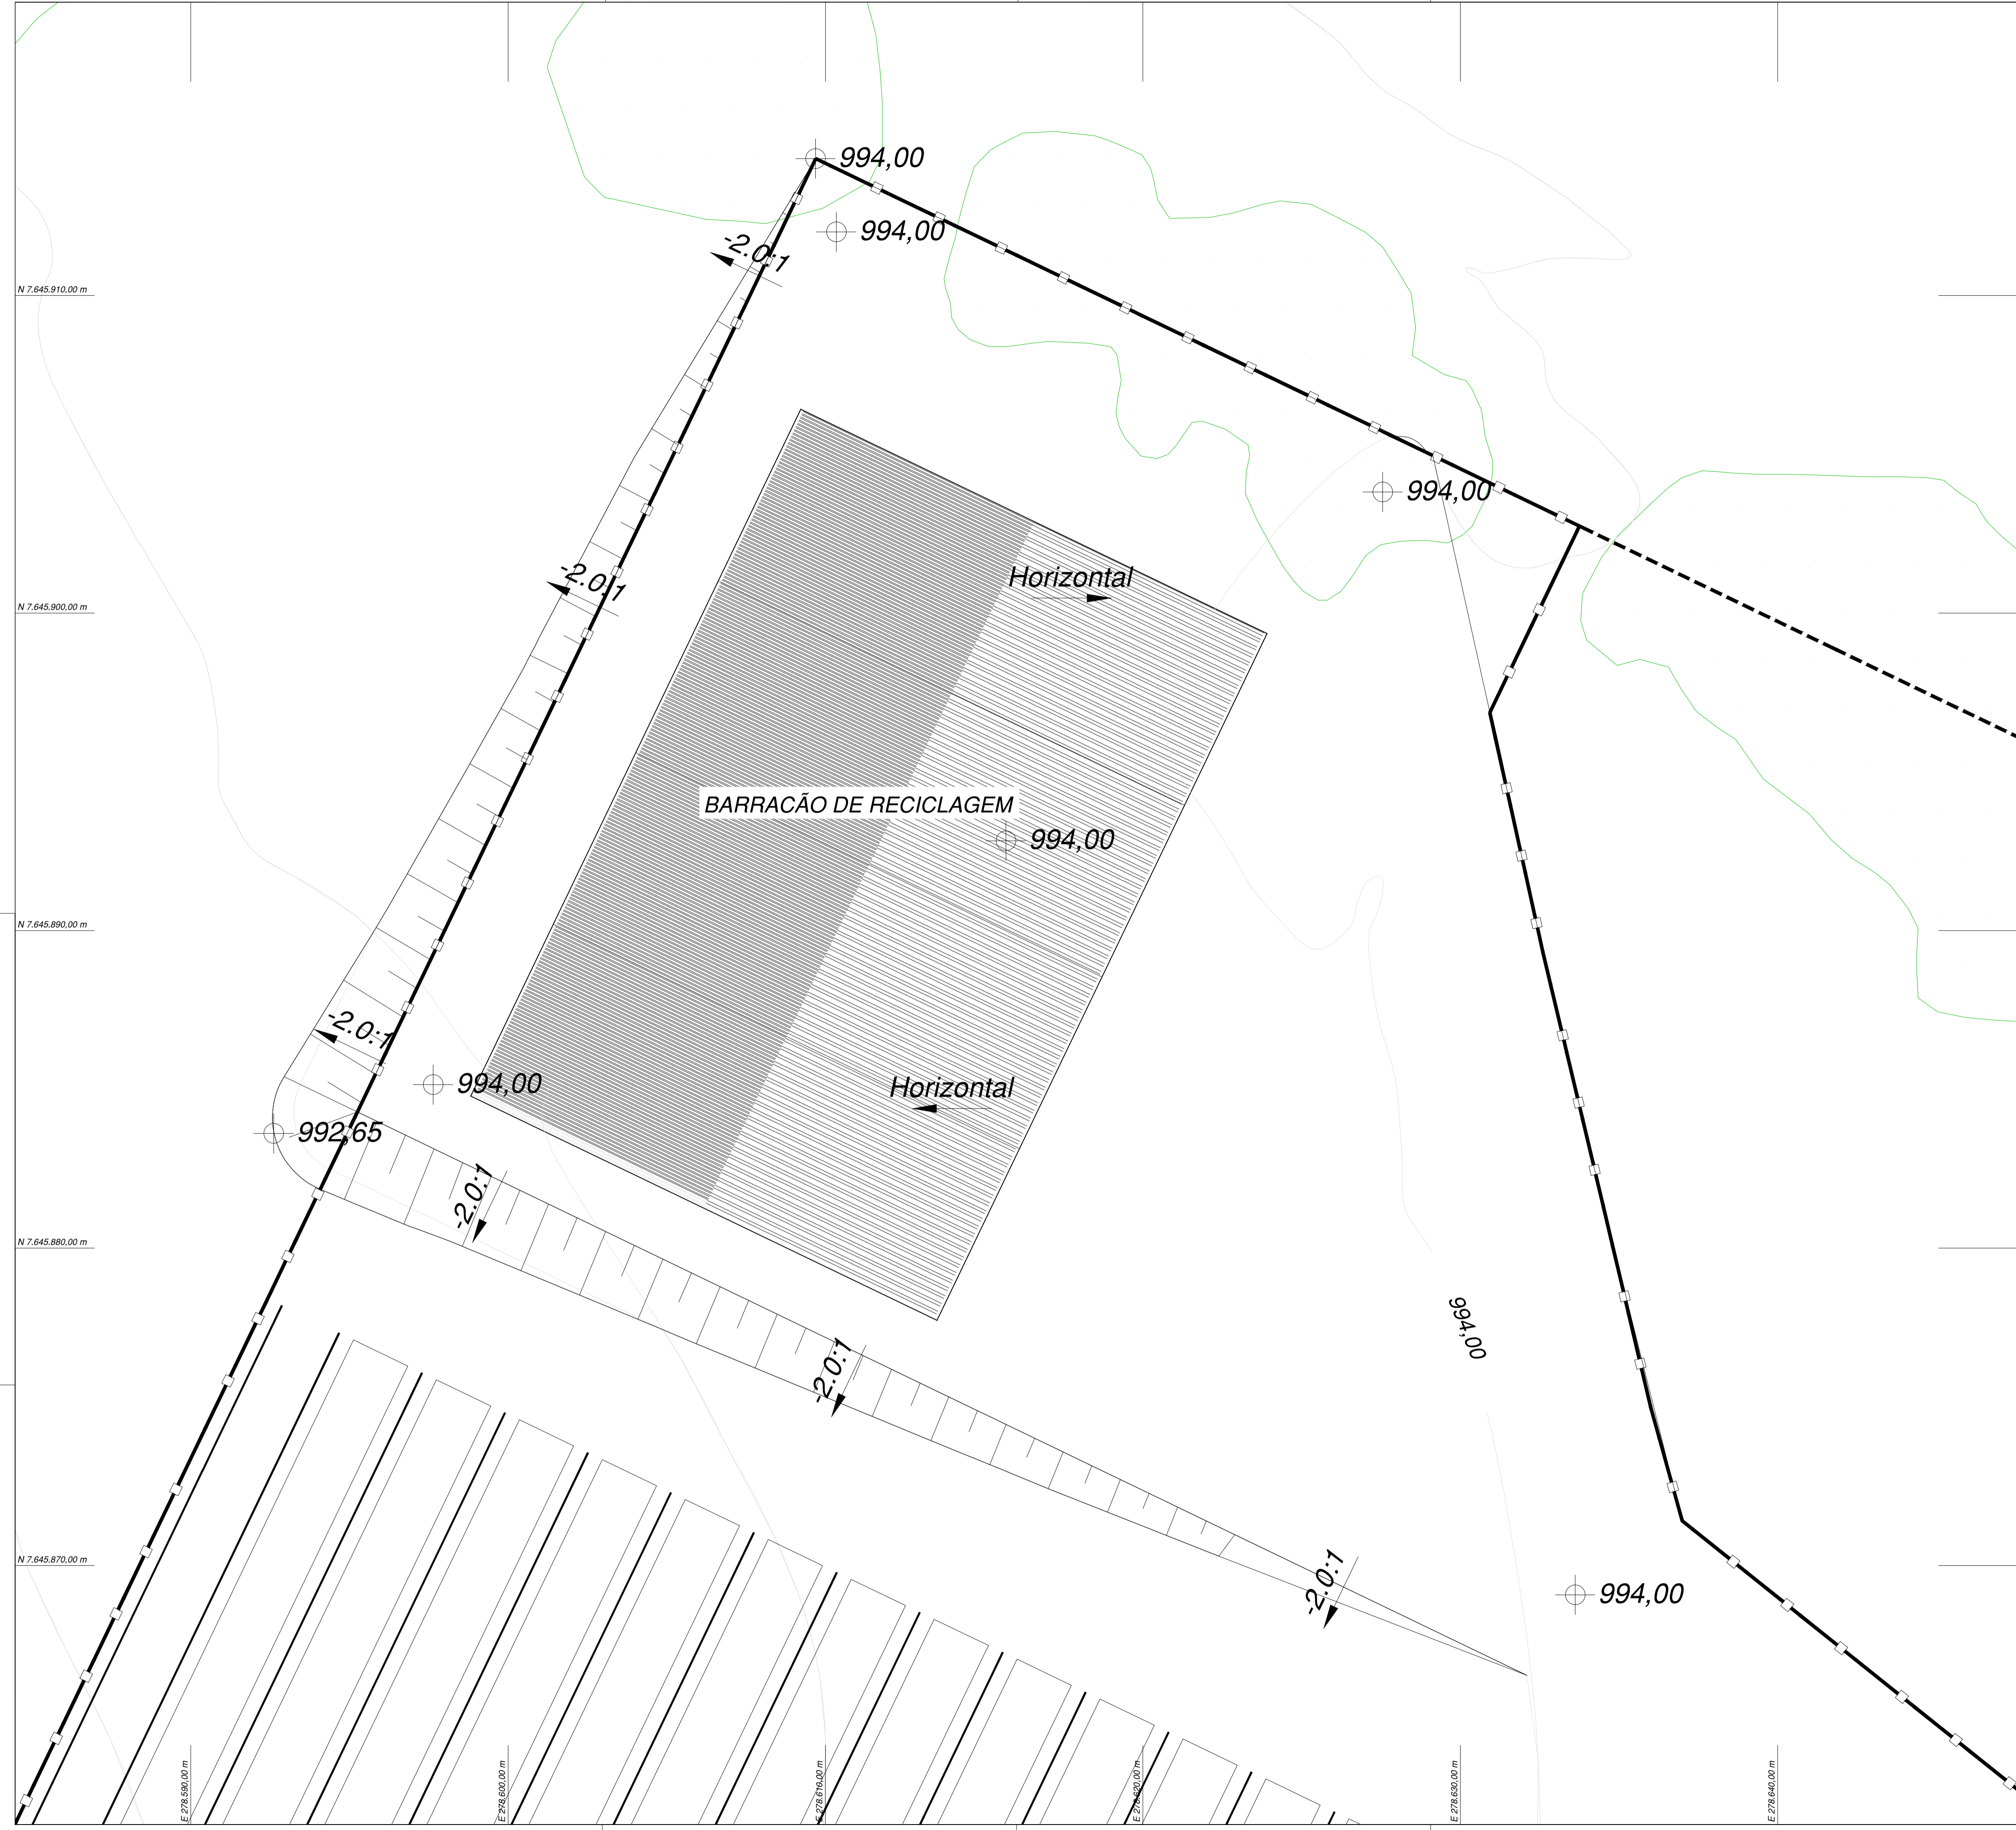 994,00
994,00
-2.0:1
N 7.645.910,00 m
994,00
-2.0:1
Horizontal
N 7.645.900,00 m
BARRACÃO DE RECICLAGEM
994,00
N 7.645.890,00 m
-2.0:1
994,00
Horizontal
992,65
-2.0:1
N 7.645.880,00 m
994,00
-2.0:1
N 7.645.870,00 m
-2.0:1
994,00
E 278.590,00 m
E 278.600,00 m
E 278.610,00 m
E 278.620,00 m
E 278.630,00 m
E 278.640,00 m